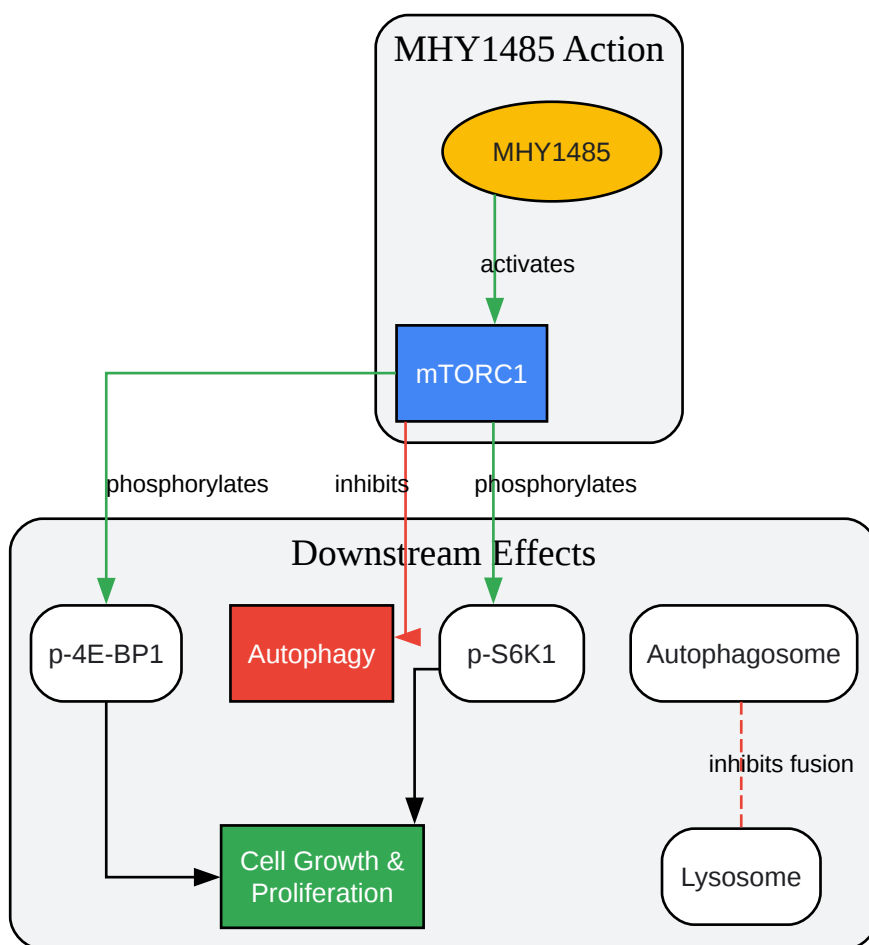 MHY1485 Action
MHY1485
activates
mTORC1
phosphorylates
inhibits
phosphorylates
Downstream Effects
p-4E-BP1
Autophagy
p-S6K1
Autophagosome
inhibits fusion
Cell Growth &
Proliferation
Lysosome